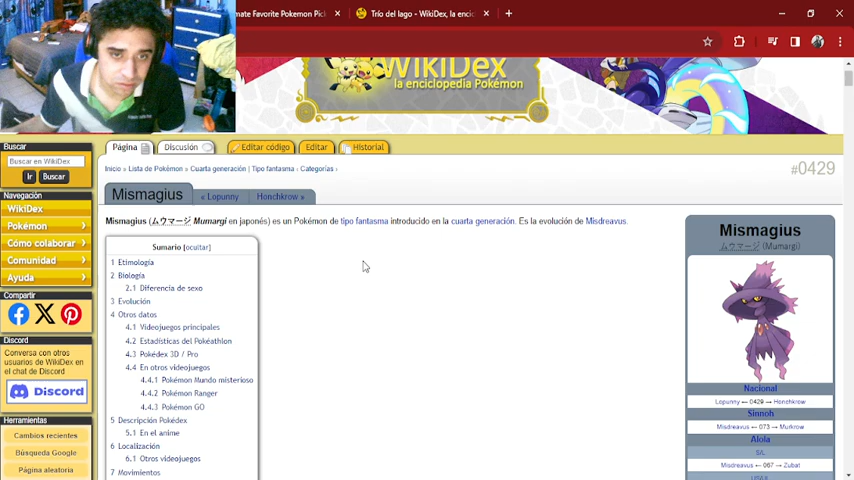 mate Favorite Pokemon Pic
Trío del lago - WikiDex, la enci
WikiDex
la enciclopedia Pokémon
Buscar
Buscar en WikiDex
Ir Buscar
Navegación
WikiDex
Pokémon
Cómo colaborar
Comunidad
Ayuda
Compartir
Discord
Conversa con otros
usuarios de WikiDex en
el chat de Discord
Discord
Herramientas
Cambios recientes
Búsqueda Google
Página aleatoria
Página Discusión Editar código Editar Historial
Inicio » Lista de Pokémon » Cuarta generación | Tipo fantasma | Categorías ›
#0429
Mismagius « Lopunny Honchkrow »
Mismagius (ムウマージ Mumargi en japonés) es un Pokémon de tipo fantasma introducido en la cuarta generación. Es la evolución de Misdreavus.
Sumario [ocultar]
1 Etimología
2 Biología
2.1 Diferencia de sexo
3 Evolución
4 Otros datos
4.1 Videojuegos principales
4.2 Estadísticas del Pokéathlon
4.3 Pokédex 3D / Pro
4.4 En otros videojuegos
4.4.1 Pokémon Mundo misterioso
4.4.2 Pokémon Ranger
4.4.3 Pokémon GO
5 Descripción Pokédex
5.1 En el anime
6 Localización
6.1 Otros videojuegos
7 Movimientos
Mismagius
ムウマージ (Mumargi)
Nacional
Lopunny ← 0429 → Honchkrow
Sinnoh
Misdreavus ← 073 → Murkrow
Alola
SL
Misdreavus ← 067 → Zubat
USUL